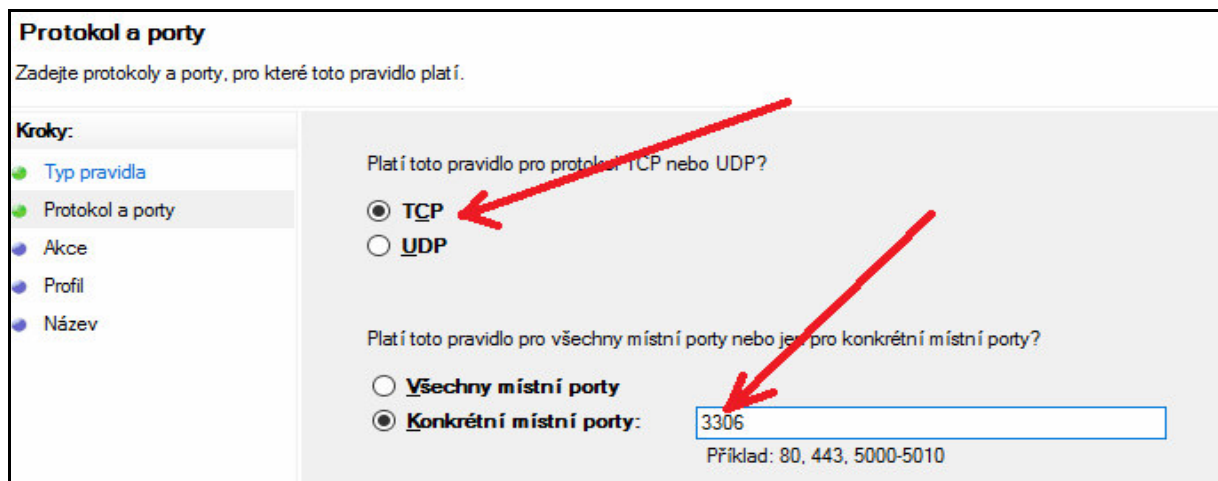 Protokol a porty
Zadejte protokoly a porty, pro které toto pravidlo platí.
Kroky:
Typ pravidla
Protokol a porty
Akce
Profil
Název
Platí toto pravidlo pro protokol TCP nebo UDP?
TCP
UDP
Platí toto pravidlo pro všechny místní porty nebo jen pro konkrétní místní porty?
Všechny místní porty
Konkrétní místní porty: 3306
Příklad: 80, 443, 5000-5010